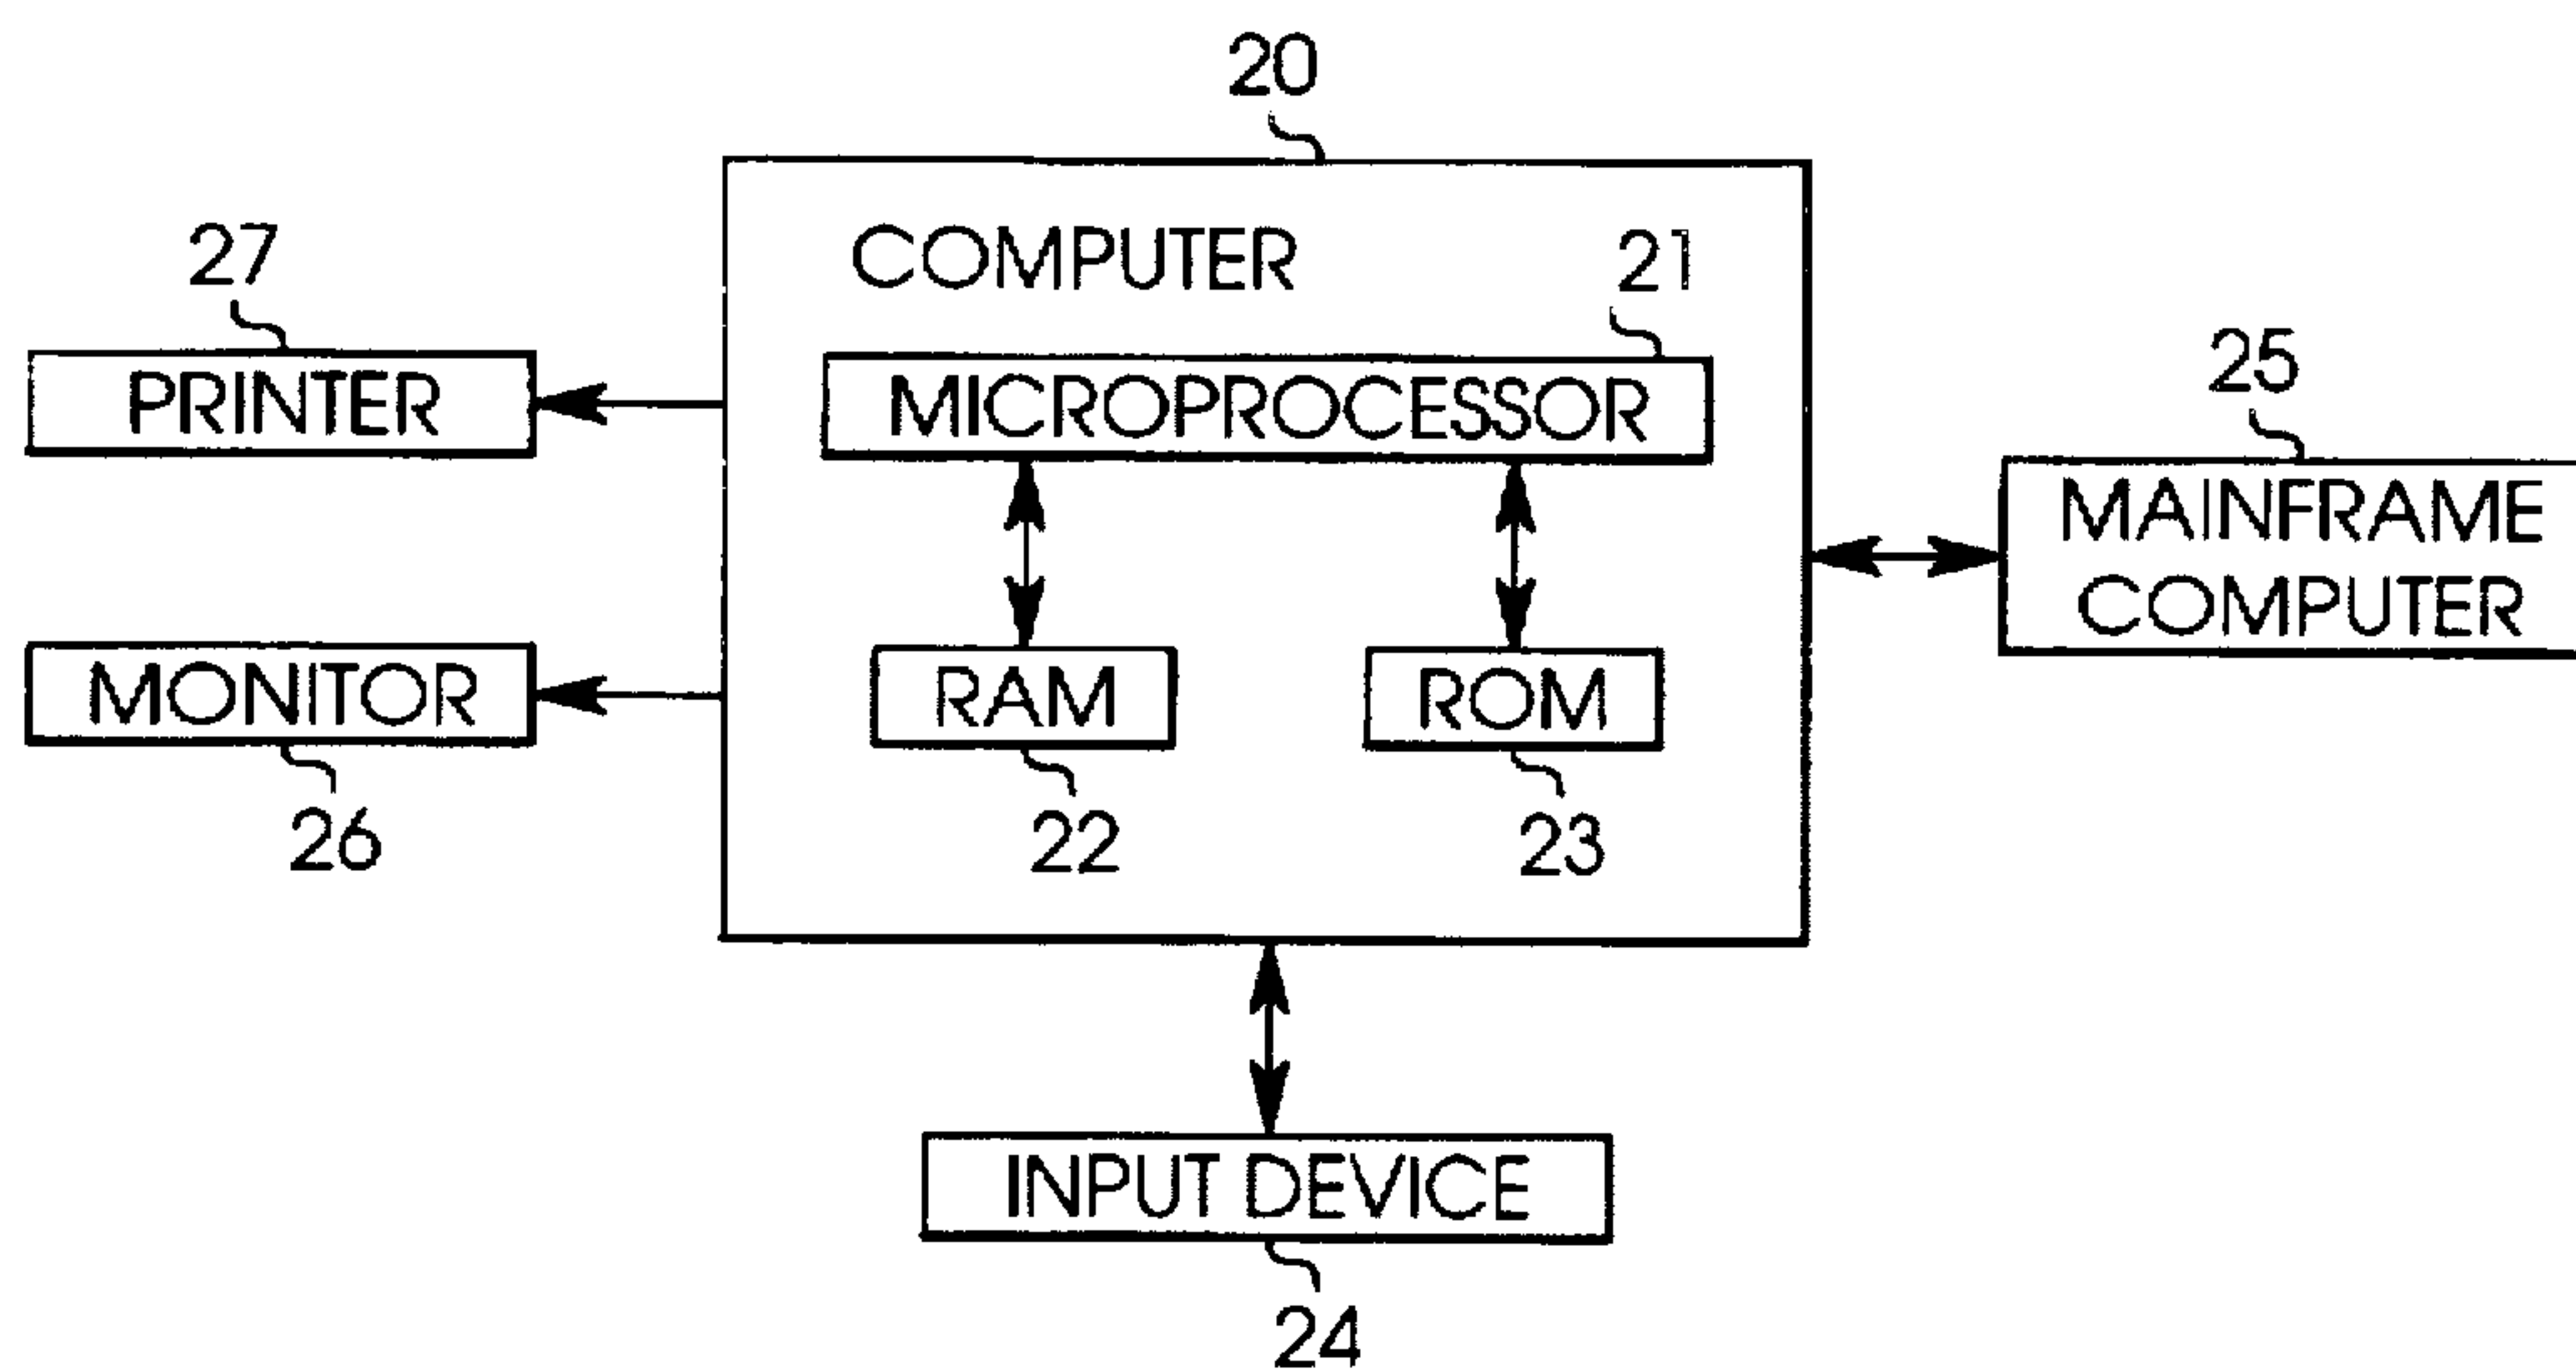 20
COMPUTER
27
21
PRINTER
MICROPROCESSOR
25
MAINFRAME
COMPUTER
MONITOR
RAM
ROM
26
22
23
INPUT DEVICE
24